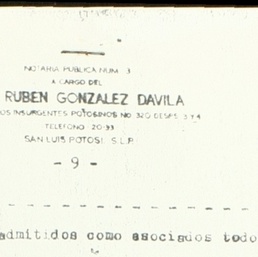 NOTARIA PUBLICA NUM. 3
A CARGO DEL
RUBEN GONZALEZ DAVILA
OS INSURGENTES POTOSINOS NO. 320 DESPS. 3 Y 4
TELEFONO 20-93
SAN LUIS POTOSI, S.L.P.
- 9 -
admitidos como asociados todo